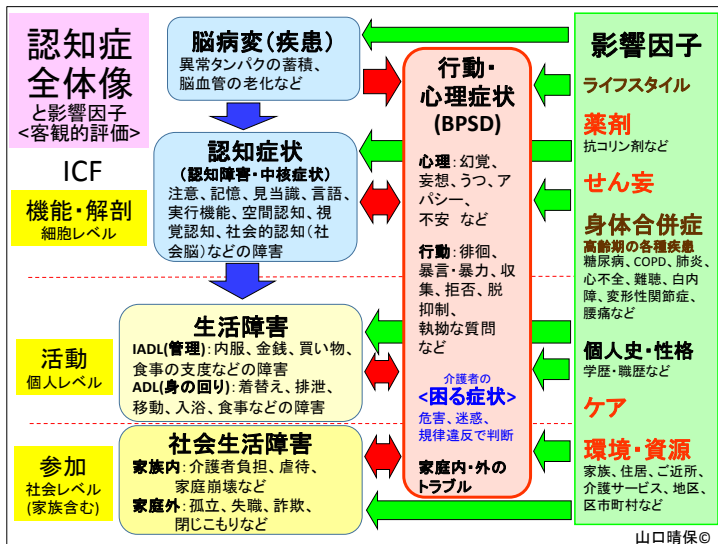 認知症
全体像
と影響因子
<客観的評価>
ICF
機能・解剖
細胞レベル
活動
個人レベル
参加
社会レベル
(家族含む)
脳病変(疾患)
異常タンパクの蓄積、
脳血管の老化など
認知症状
(認知障害・中核症状)
注意、記憶、見当識、言語、
実行機能、空間認知、視
覚認知、社会的認知(社
会脳)などの障害
生活障害
IADL(管理):内服、金銭、買い物、
食事の支度などの障害
ADL(身の回り):着替え、排泄、
移動、入浴、食事などの障害
社会生活障害
家族内:介護者負担、虐待、
家庭崩壊など
家庭外:孤立、失職、詐欺、
閉じこもりなど
行動・
心理症状
(BPSD)
心理:幻覚、
妄想、うつ、ア
パシー、
不安 など
行動:徘徊、
暴言・暴力、収
集、拒否、脱
抑制、
執拗な質問
など
介護者の
<困る症状>
危害、迷惑、
規律違反で判断
家庭内・外の
トラブル
影響因子
ライフスタイル
薬剤
抗コリン剤など
せん妄
身体合併症
高齢期の各種疾患
糖尿病、COPD、肺炎、
心不全、難聴、白内
障、変形性関節症、
腰痛など
個人史・性格
学歴・職歴など
ケア
環境・資源
家族、住居、ご近所、
介護サービス、地区、
区市町村など
山口晴保©